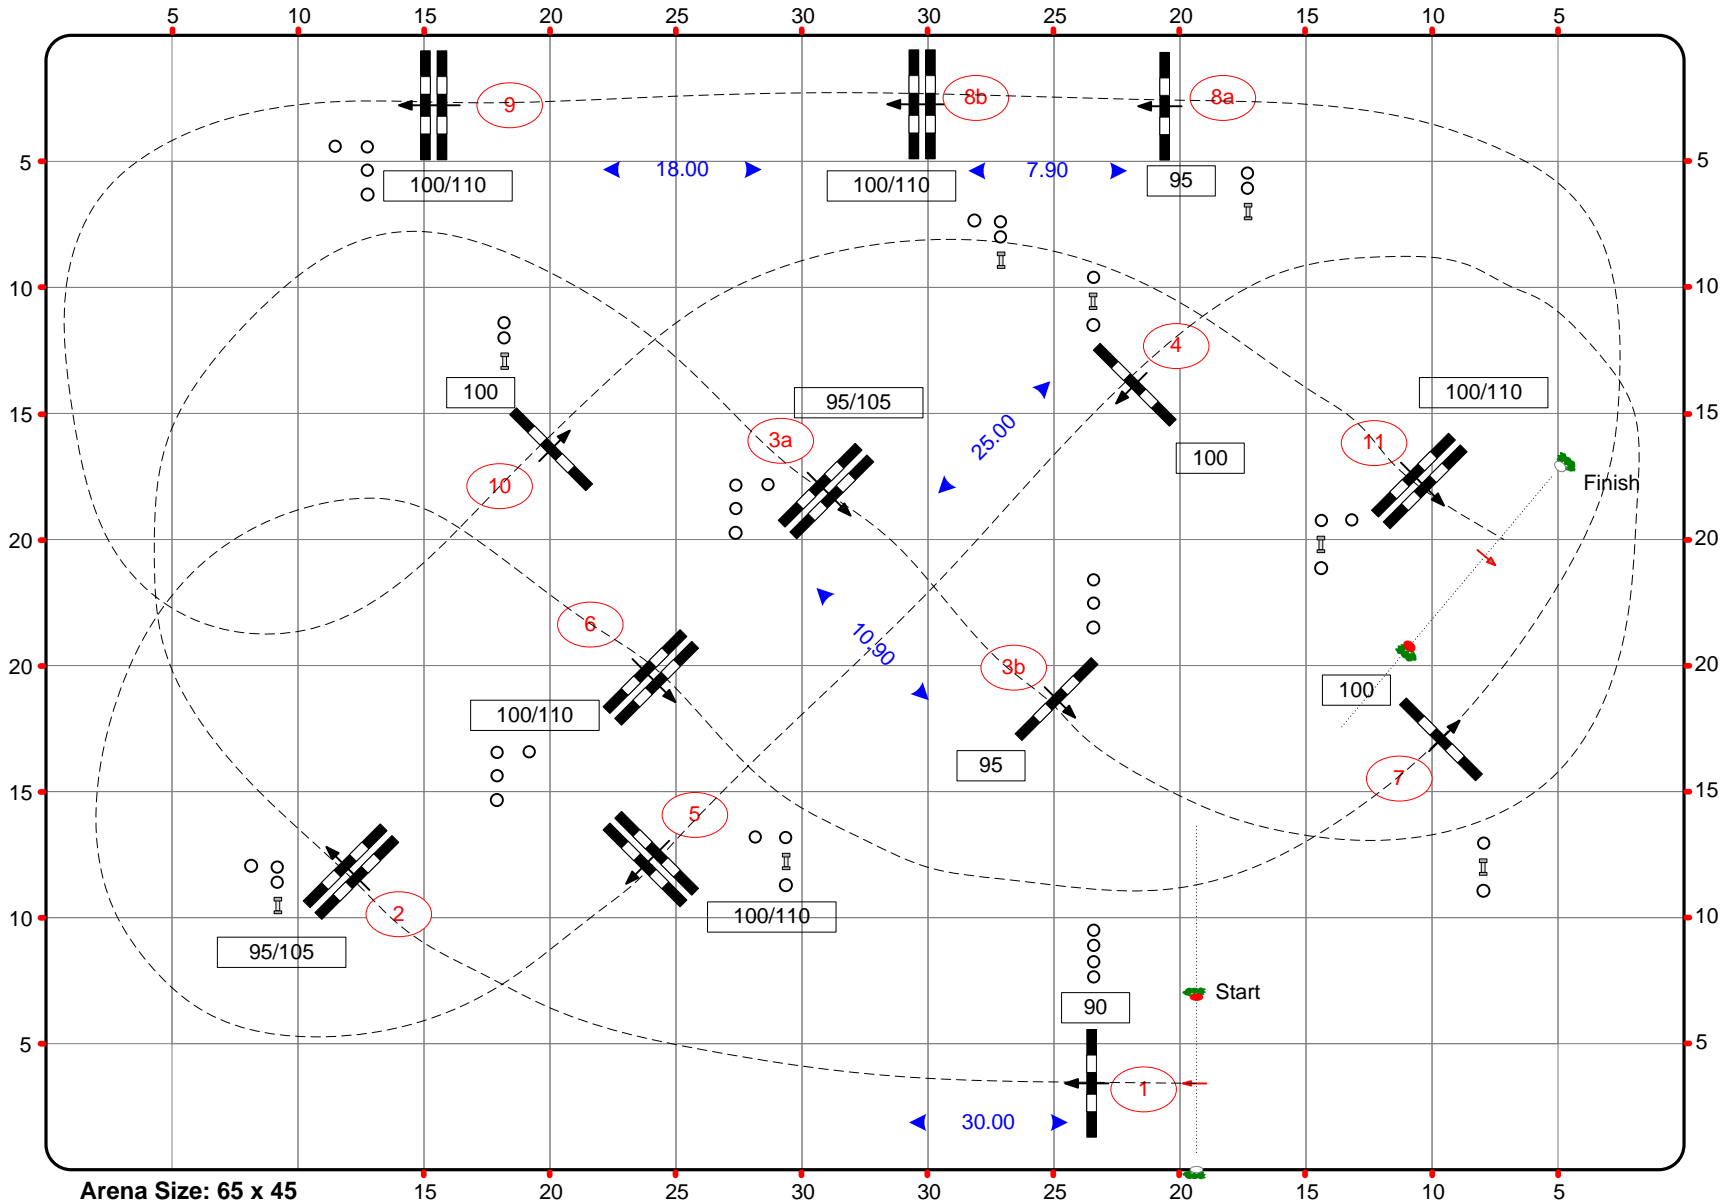 5 10 15 20 25 30 30 25 20 15 10 5
9 8b 8a
5 18.00 7.90 5
100/110 100/110 95
10 10
4
100 95/105 100/110
15 15
3a 25.00 11
100
10 Finish
20 20
6 10.90
20 3b 20
100
100/110
95 7
15 15
5
2 100/110
10 10
95/105
Start
90
5 5
1
30.00
Arena Size: 65 x 45
15 20 25 30 30 25 20 15 10 5